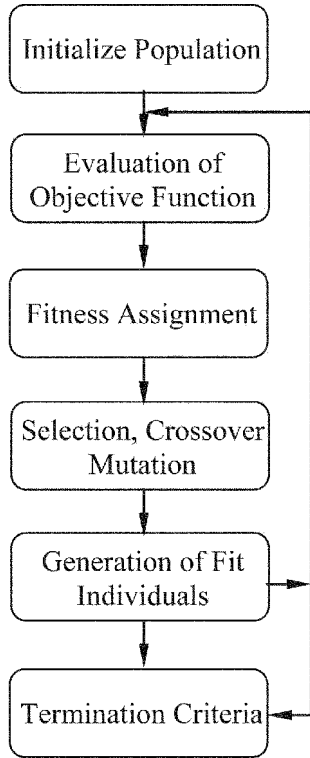 Initialize Population
Evaluation of
Objective Function
Fitness Assignment
Selection, Crossover
Mutation
Generation of Fit
Individuals
Termination Criteria